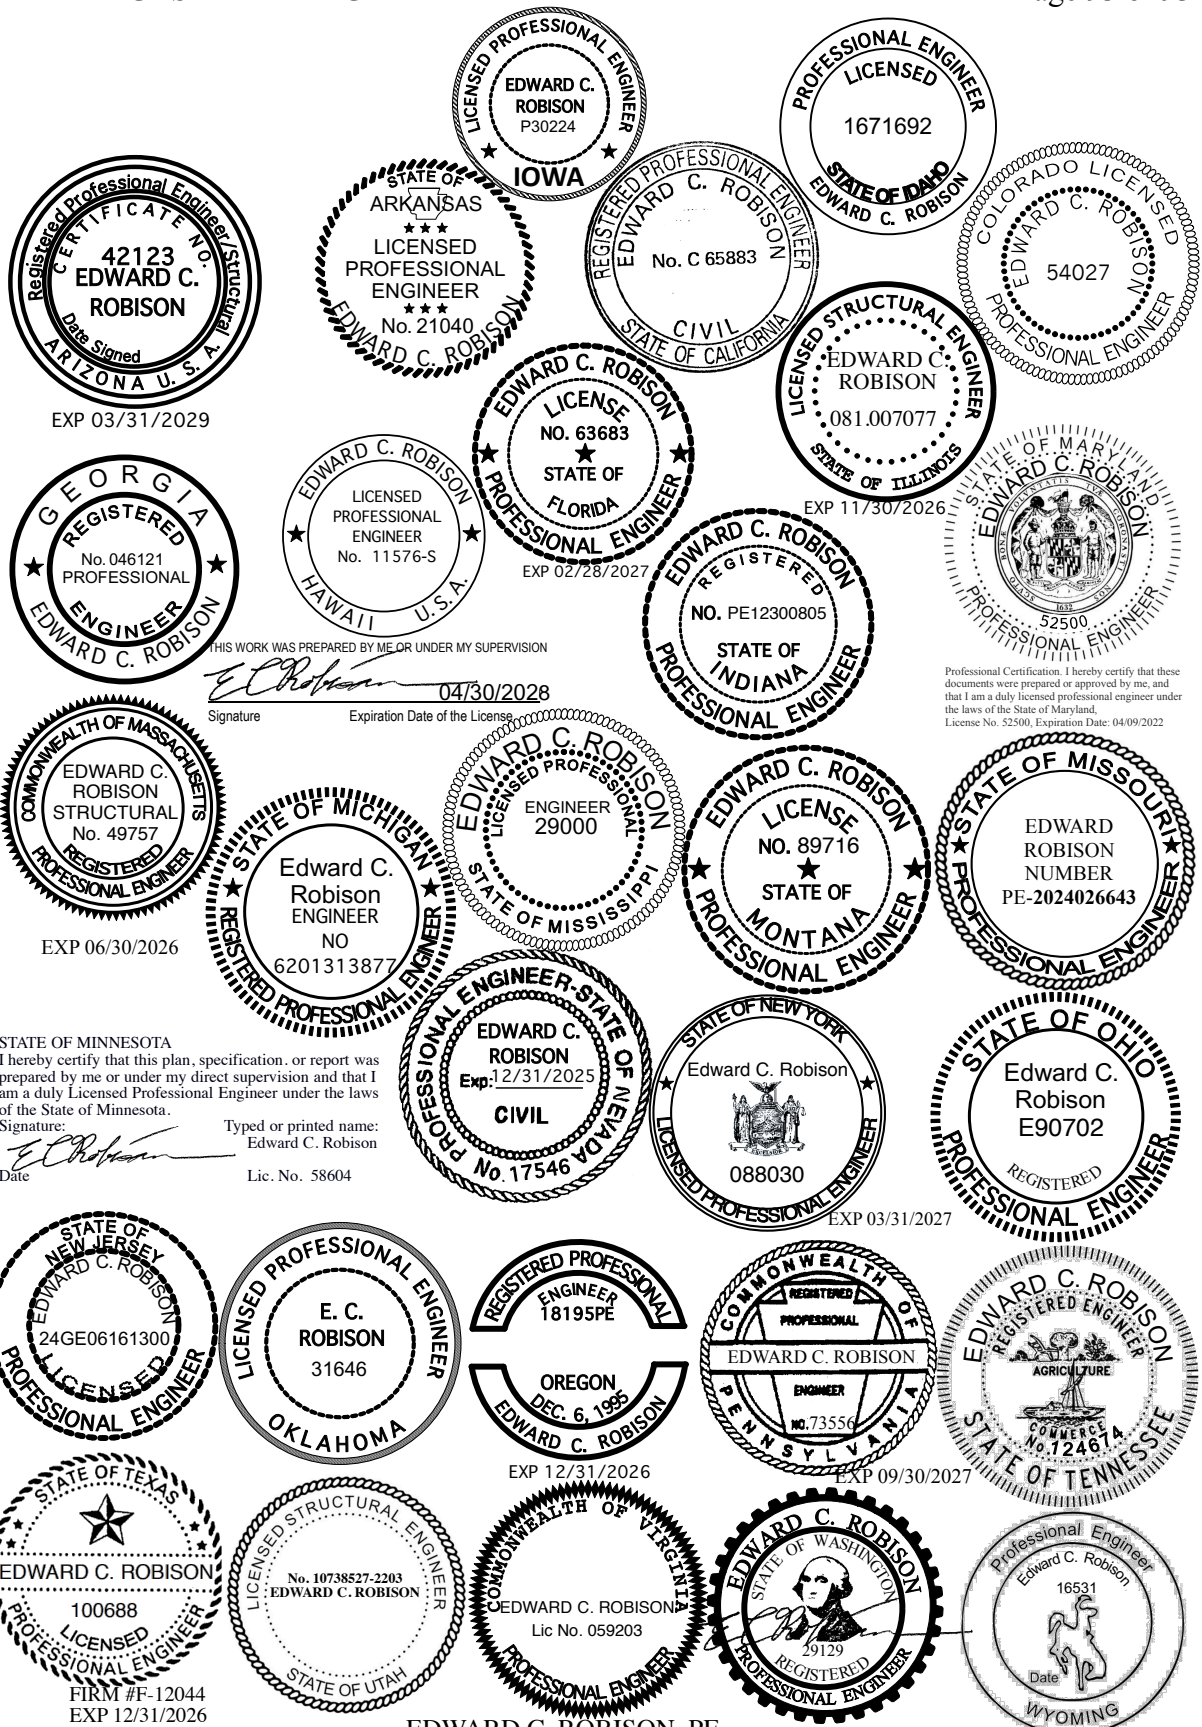 LICENSED PROFESSIONAL ENGINEER
EDWARD C.
ROBISON
P30224
IOWA
PROFESSIONAL ENGINEER
LICENSED
1671692
STATE OF IDAHO
EDWARD C. ROBISON
Registered Professional Engineer/Structural
CERTIFICATE NO.
42123
EDWARD C.
ROBISON
Date Signed
ARIZONA U. S. A.
EXP 03/31/2029
STATE OF
ARKANSAS
LICENSED
PROFESSIONAL
ENGINEER
No. 21040
EDWARD C. ROBISON
REGISTERED PROFESSIONAL ENGINEER
EDWARD C. ROBISON
No. C 65883
CIVIL
STATE OF CALIFORNIA
COLORADO LICENSED
EDWARD C. ROBISON
54027
PROFESSIONAL ENGINEER
EDWARD C. ROBISON
LICENSE
NO. 63683
STATE OF
FLORIDA
PROFESSIONAL ENGINEER
EXP 02/28/2027
LICENSED STRUCTURAL ENGINEER
EDWARD C.
ROBISON
081.007077
STATE OF ILLINOIS
EXP 11/30/2026
GEORGIA
REGISTERED
No. 046121
PROFESSIONAL
ENGINEER
EDWARD C. ROBISON
EDWARD C. ROBISON
LICENSED
PROFESSIONAL
ENGINEER
No. 11576-S
HAWAII U.S.A.
THIS WORK WAS PREPARED BY ME OR UNDER MY SUPERVISION
04/30/2028
Signature Expiration Date of the License
EDWARD C. ROBISON
REGISTERED
NO. PE12300805
STATE OF
INDIANA
PROFESSIONAL ENGINEER
STATE OF MARYLAND
EDWARD C. ROBISON
1632
52500
PROFESSIONAL ENGINEER
Professional Certification. I hereby certify that these
documents were prepared or approved by me, and
that I am a duly licensed professional engineer under
the laws of the State of Maryland,
License No. 52500, Expiration Date: 04/09/2022
COMMONWEALTH OF MASSACHUSETTS
EDWARD C.
ROBISON
STRUCTURAL
No. 49757
REGISTERED
PROFESSIONAL ENGINEER
EXP 06/30/2026
STATE OF MICHIGAN
Edward C.
Robison
ENGINEER
NO
6201313877
REGISTERED PROFESSIONAL ENGINEER
EDWARD C. ROBISON
LICENSED PROFESSIONAL
ENGINEER
29000
STATE OF MISSISSIPPI
EDWARD C. ROBISON
LICENSE
NO. 89716
STATE OF
MONTANA
PROFESSIONAL ENGINEER
STATE OF MISSOURI
EDWARD
ROBISON
NUMBER
PE-2024026643
PROFESSIONAL ENGINEER
STATE OF MINNESOTA
I hereby certify that this plan, specification, or report was
prepared by me or under my direct supervision and that I
am a duly Licensed Professional Engineer under the laws
of the State of Minnesota.
Signature: Typed or printed name:
Edward C. Robison
Date Lic. No. 58604
PROFESSIONAL ENGINEER-STATE OF NEVADA
EDWARD C.
ROBISON
Exp: 12/31/2025
CIVIL
No. 17546
STATE OF NEW YORK
Edward C. Robison
EXCELSIOR
088030
LICENSED PROFESSIONAL ENGINEER
EXP 03/31/2027
STATE OF OHIO
Edward C.
Robison
E90702
REGISTERED
PROFESSIONAL ENGINEER
STATE OF
NEW JERSEY
EDWARD C. ROBISON
24GE06161300
LICENSED
PROFESSIONAL ENGINEER
LICENSED PROFESSIONAL ENGINEER
E. C.
ROBISON
31646
OKLAHOMA
REGISTERED PROFESSIONAL
ENGINEER
18195PE
OREGON
DEC. 6, 1995
EDWARD C. ROBISON
EXP 12/31/2026
COMMONWEALTH OF
REGISTERED
PROFESSIONAL
EDWARD C. ROBISON
ENGINEER
NO. 73556
PENNSYLVANIA
EXP 09/30/2027
EDWARD C. ROBISON
REGISTERED ENGINEER
AGRICULTURE
COMMERCE
No. 124674
STATE OF TENNESSEE
STATE OF TEXAS
EDWARD C. ROBISON
100688
LICENSED
PROFESSIONAL ENGINEER
FIRM #F-12044
EXP 12/31/2026
LICENSED STRUCTURAL ENGINEER
No. 10738527-2203
EDWARD C. ROBISON
STATE OF UTAH
COMMONWEALTH OF VIRGINIA
EDWARD C. ROBISON
Lic No. 059203
PROFESSIONAL ENGINEER
EDWARD C. ROBISON
STATE OF WASHINGTON
29129
REGISTERED
PROFESSIONAL ENGINEER
Professional Engineer
Edward C. Robison
16531
Date
WYOMING
EDWARD C. ROBISON, PE